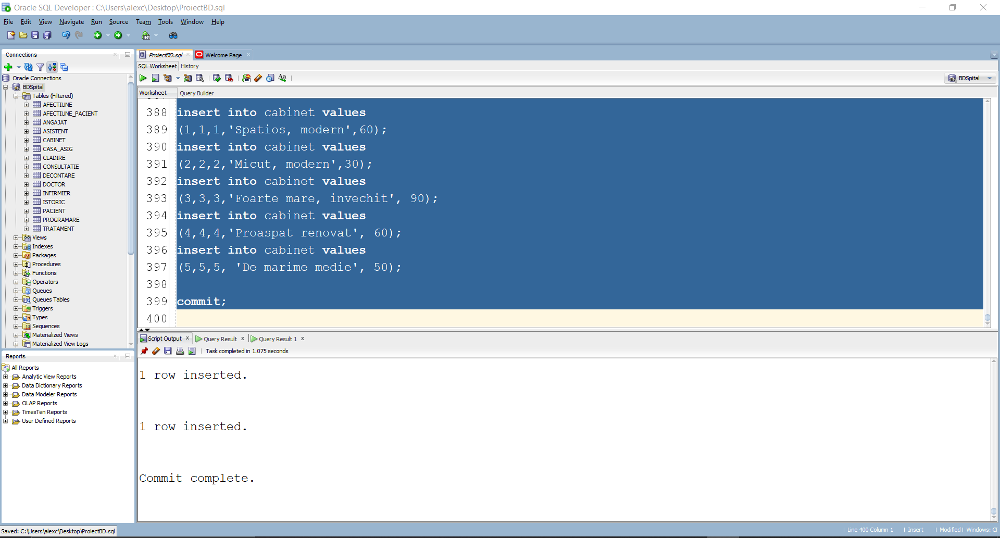 Oracle SQL Developer : C:\Users\alexc\Desktop\ProiectBD.sql
File Edit View Navigate Run Source Team Tools Window Help
Connections
Oracle Connections
BDSpital
Tables (Filtered)
AFECTIUNE
AFECTIUNE_PACIENT
ANGAJAT
ASISTENT
CABINET
CASA_ASIG
CLADIRE
CONSULTATIE
DECONTARE
DOCTOR
INFIRMIER
ISTORIC
PACIENT
PROGRAMARE
TRATAMENT
Views
Indexes
Packages
Procedures
Functions
Operators
Queues
Queues Tables
Triggers
Types
Sequences
Materialized Views
Materialized View Logs
Reports
All Reports
Analytic View Reports
Data Dictionary Reports
Data Modeler Reports
OLAP Reports
TimesTen Reports
User Defined Reports
ProiectBD.sql Welcome Page
SQL Worksheet History
BDSpital
Worksheet Query Builder
388 insert into cabinet values
389 (1,1,1,'Spatios, modern',60);
390 insert into cabinet values
391 (2,2,2,'Micut, modern',30);
392 insert into cabinet values
393 (3,3,3,'Foarte mare, invechit', 90);
394 insert into cabinet values
395 (4,4,4,'Proaspat renovat', 60);
396 insert into cabinet values
397 (5,5,5, 'De marime medie', 50);
398
399 commit;
400
Script Output Query Result Query Result 1
Task completed in 1.075 seconds
1 row inserted.
1 row inserted.
Commit complete.
Saved: C:\Users\alexc\Desktop\ProiectBD.sql
Line 400 Column 1 Insert Modified Windows: